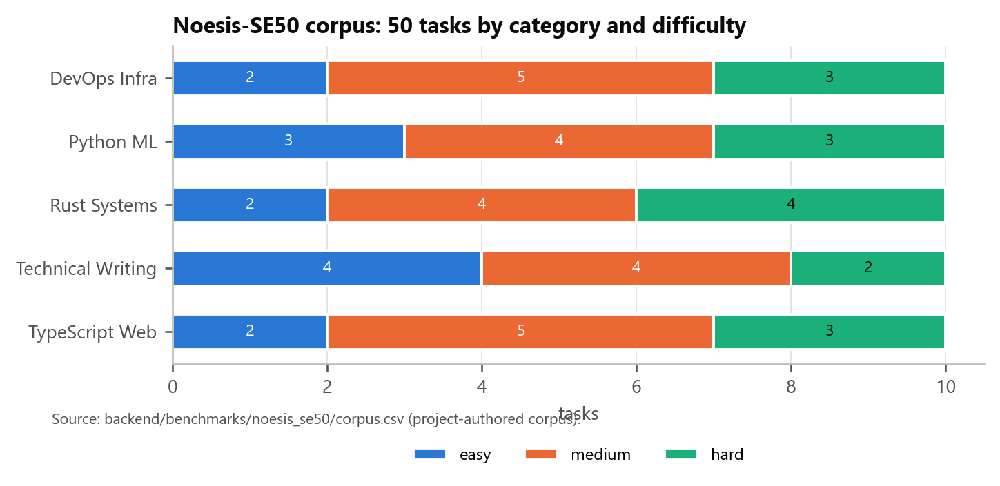 Noesis-SE50 corpus: 50 tasks by category and difficulty
DevOps Infra 2 5 3
Python ML 3 4 3
Rust Systems 2 4 4
Technical Writing 4 4 2
TypeScript Web 2 5 3
0 2 4 6 8 10
tasks
Source: backend/benchmarks/noesis_se50/corpus.csv (project-authored corpus).
easy medium hard